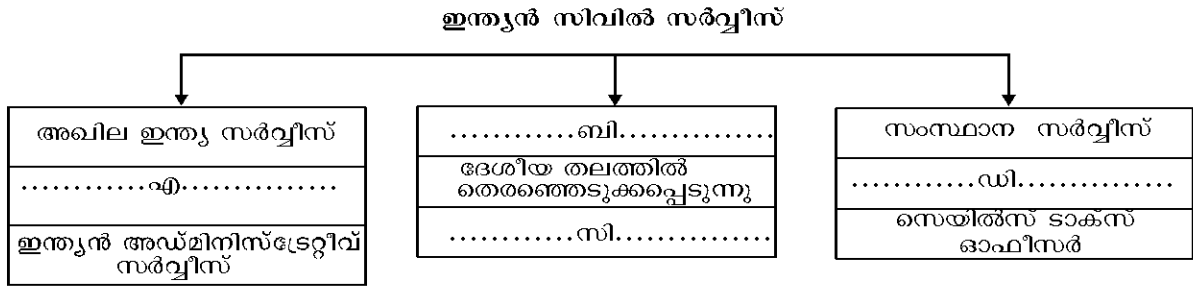 ഇന്ത്യൻ സിവിൽ സർവ്വീസ്
അഖില ഇന്ത്യ സർവ്വീസ്
............എ...............
ഇന്ത്യൻ അഡ്മിനിസ്ട്രേറ്റീവ്
സർവ്വീസ്
............ബി...............
ദേശീയ തലത്തിൽ
തെരഞ്ഞെടുക്കപ്പെടുന്നു
............സി...............
സംസ്ഥാന സർവ്വീസ്
............ഡി...............
സെയിൽസ് ടാക്സ്
ഓഫീസർ